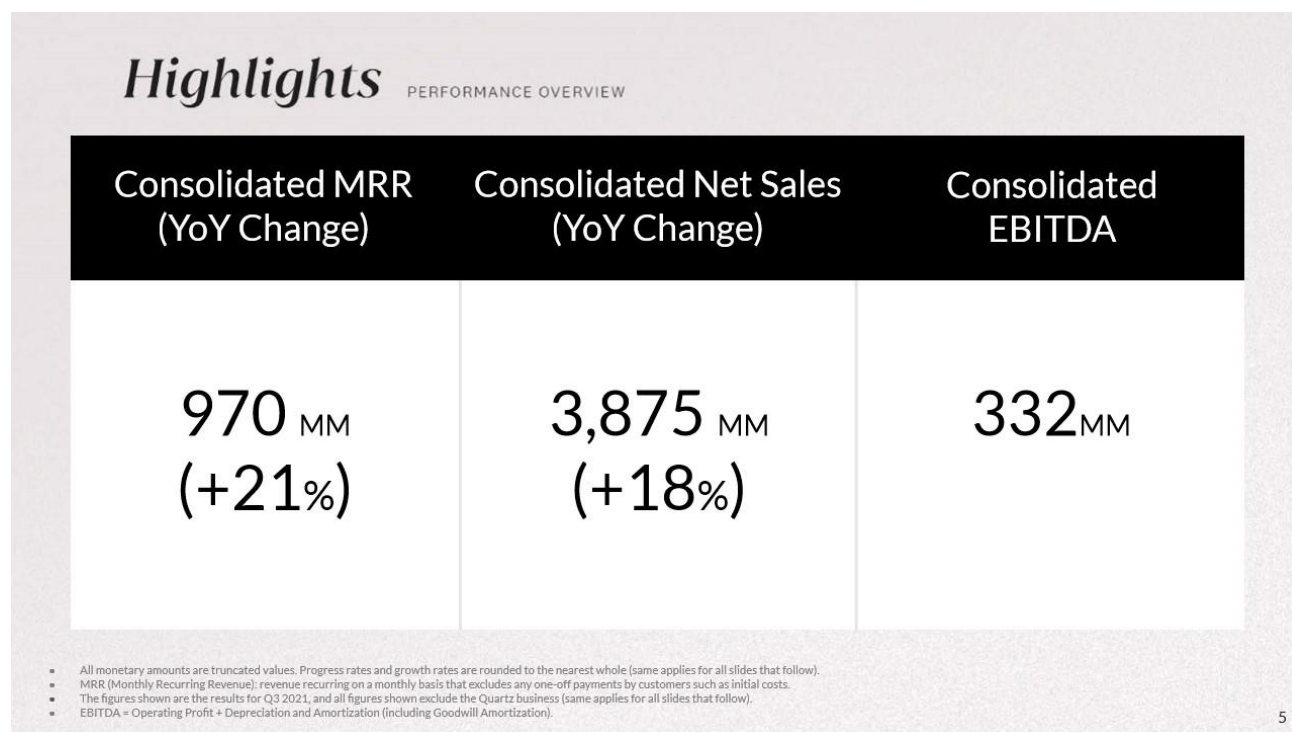 Highlights PERFORMANCE OVERVIEW
Consolidated MRR
(YoY Change)
Consolidated Net Sales
(YoY Change)
Consolidated
EBITDA
970 MM
(+21%)
3,875 MM
(+18%)
332MM
▪ All monetary amounts are truncated values. Progress rates and growth rates are rounded to the nearest whole (same applies for all slides that follow).
▪ MRR (Monthly Recurring Revenue): revenue recurring on a monthly basis that excludes any one-off payments by customers such as initial costs.
▪ The figures shown are the results for Q3 2021, and all figures shown exclude the Quartz business (same applies for all slides that follow).
▪ EBITDA = Operating Profit + Depreciation and Amortization (including Goodwill Amortization).
5